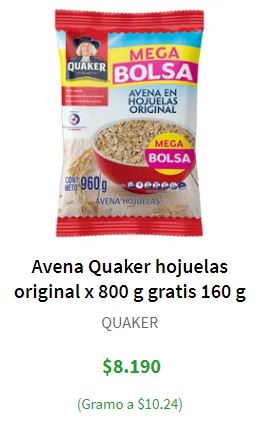 QUAKER
MEGA
BOLSA
AVENA EN
HOJUELAS
ORIGINAL
MEGA
BOLSA
CONT.
NETO:
960g
AVENA HOJUELAS
Avena Quaker hojuelas
original x 800 g gratis 160 g
QUAKER
$8.190
(Gramo a $10.24)